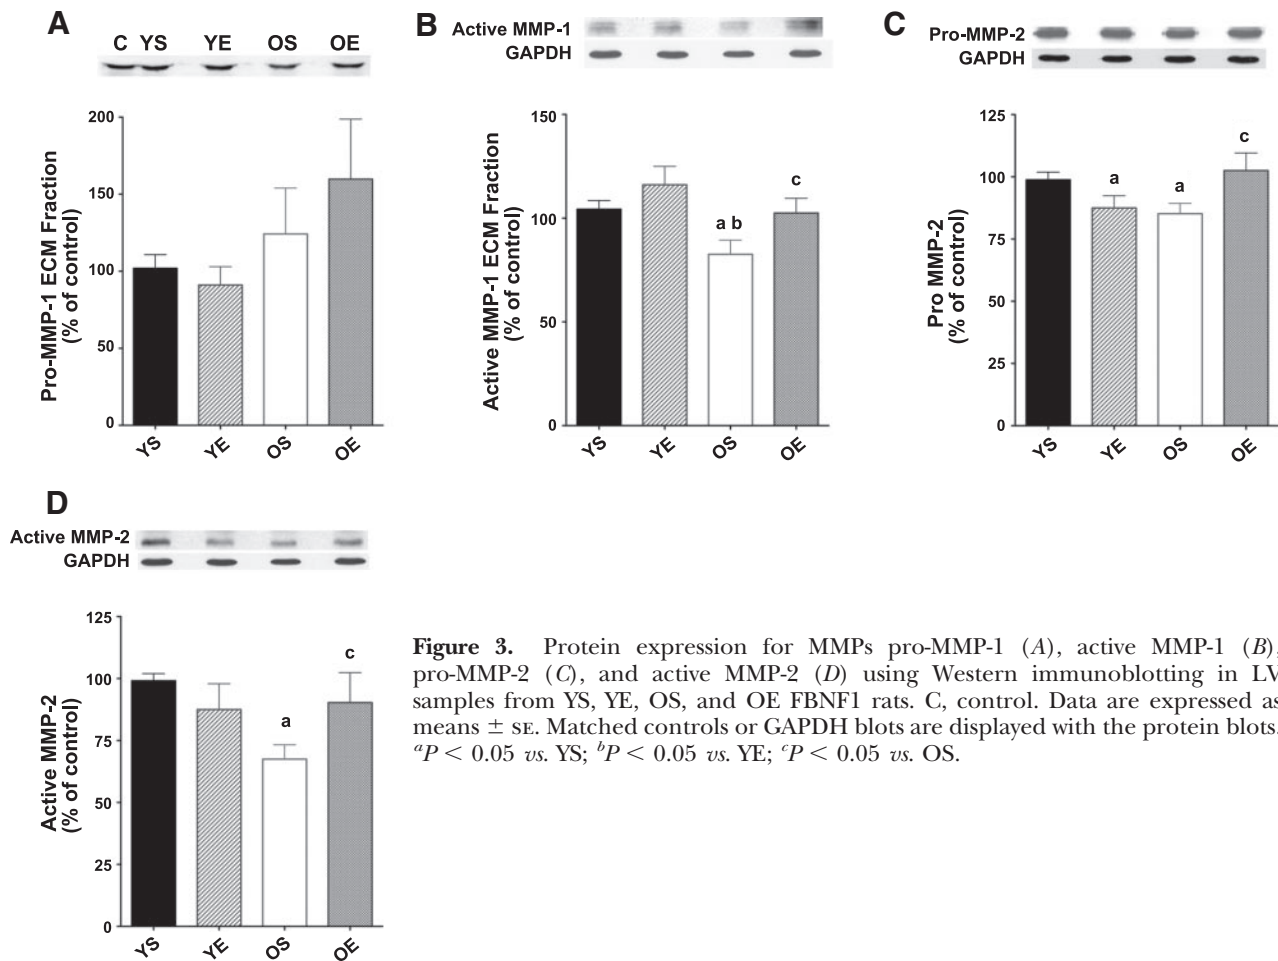 A
C YS YE OS OE
Pro-MMP-1 ECM Fraction
(% of control)
200
150
100
50
0
YS YE OS OE
B
Active MMP-1
GAPDH
Active MMP-1 ECM Fraction
(% of control)
150
100
50
0
a b
c
YS YE OS OE
C
Pro-MMP-2
GAPDH
Pro MMP-2
(% of control)
125
100
75
50
25
0
a
a
c
YS YE OS OE
D
Active MMP-2
GAPDH
Active MMP-2
(% of control)
125
100
75
50
25
0
a
c
YS YE OS OE
Figure 3. Protein expression for MMPs pro-MMP-1 (A), active MMP-1 (B),
pro-MMP-2 (C), and active MMP-2 (D) using Western immunoblotting in LV
samples from YS, YE, OS, and OE FBNF1 rats. C, control. Data are expressed as
means ± SE. Matched controls or GAPDH blots are displayed with the protein blots.
aP < 0.05 vs. YS; bP < 0.05 vs. YE; cP < 0.05 vs. OS.